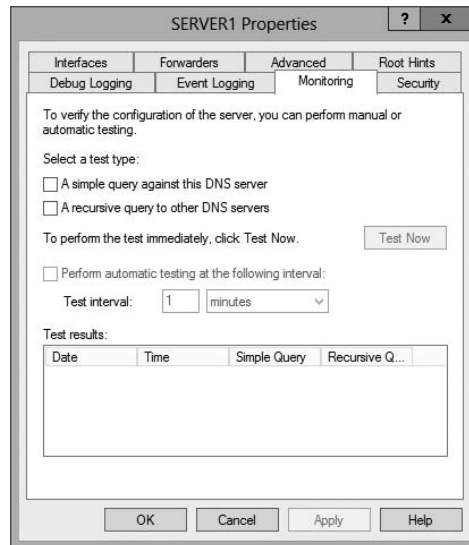 SERVER1 Properties
? x
Interfaces Forwarders Advanced Root Hints
Debug Logging Event Logging Monitoring Security
To verify the configuration of the server, you can perform manual or
automatic testing.
Select a test type:
A simple query against this DNS server
A recursive query to other DNS servers
To perform the test immediately, click Test Now. Test Now
Perform automatic testing at the following interval:
Test interval: 1 minutes
Test results:
Date Time Simple Query Recursive Q...
OK Cancel Apply Help